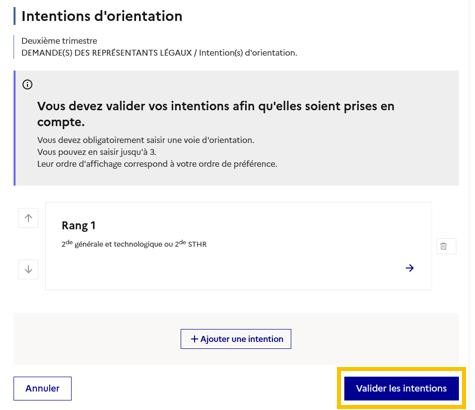 Intentions d'orientation
Deuxième trimestre
DEMANDE(S) DES REPRÉSENTANTS LÉGAUX / Intention(s) d'orientation.
Vous devez valider vos intentions afin qu'elles soient prises en
compte.
Vous devez obligatoirement saisir une voie d'orientation.
Vous pouvez en saisir jusqu'à 3.
Leur ordre d'affichage correspond à votre ordre de préférence.
Rang 1
2de générale et technologique ou 2de STHR
+ Ajouter une intention
Annuler
Valider les intentions